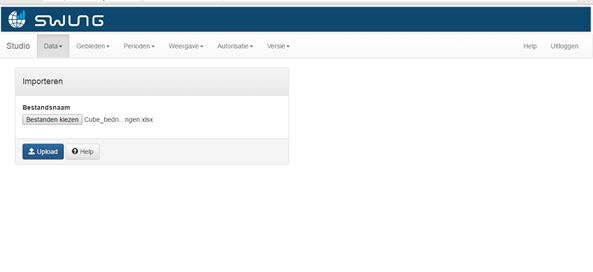 SWING
Studio Data Gebieden Perioden Weergave Autorisatie Versie Help Uitloggen
Importeren
Bestandsnaam
Bestanden kiezen Cube_bedri...ngen.xlsx
Upload Help